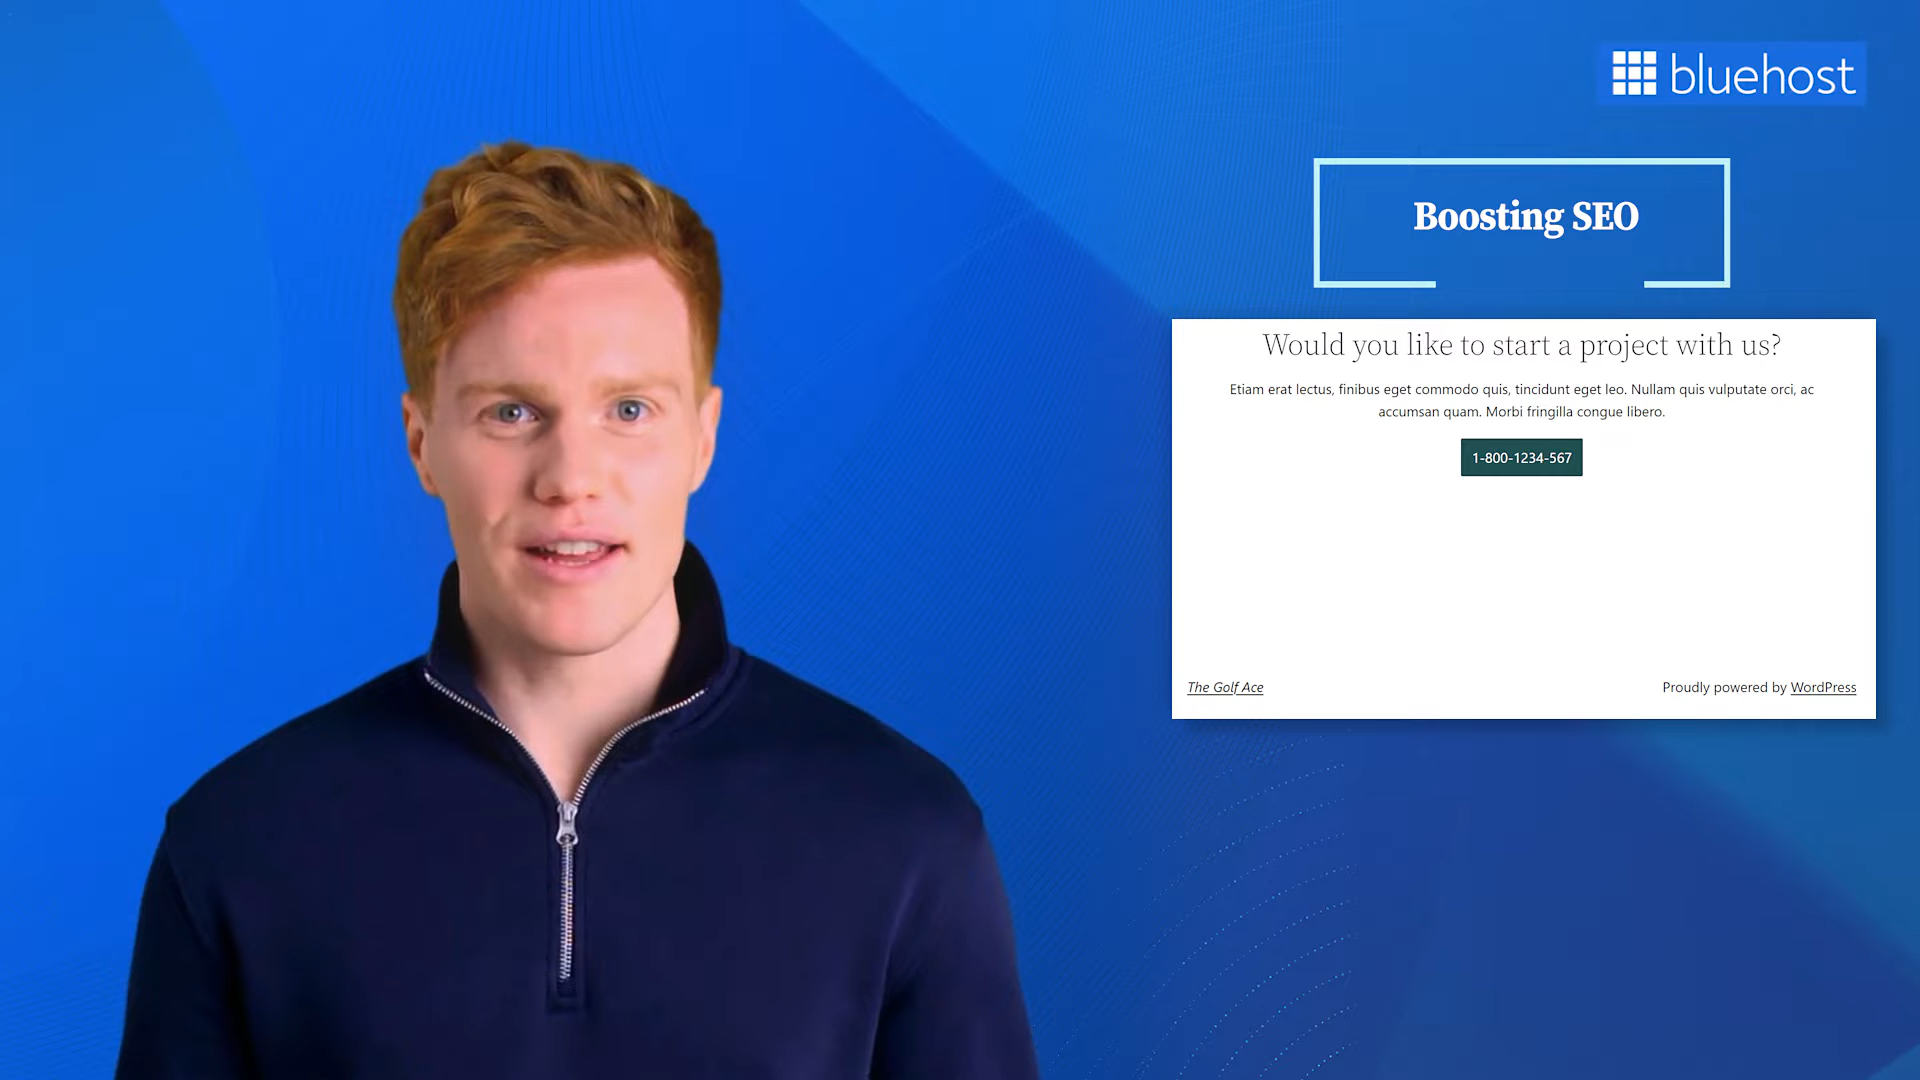 bluehost
Boosting SEO
Would you like to start a project with us?
Etiam erat lectus, finibus eget commodo quis, tincidunt eget leo. Nullam quis vulputate orci, ac
accumsan quam. Morbi fringilla congue libero.
1-800-1234-567
The Golf Ace
Proudly powered by WordPress